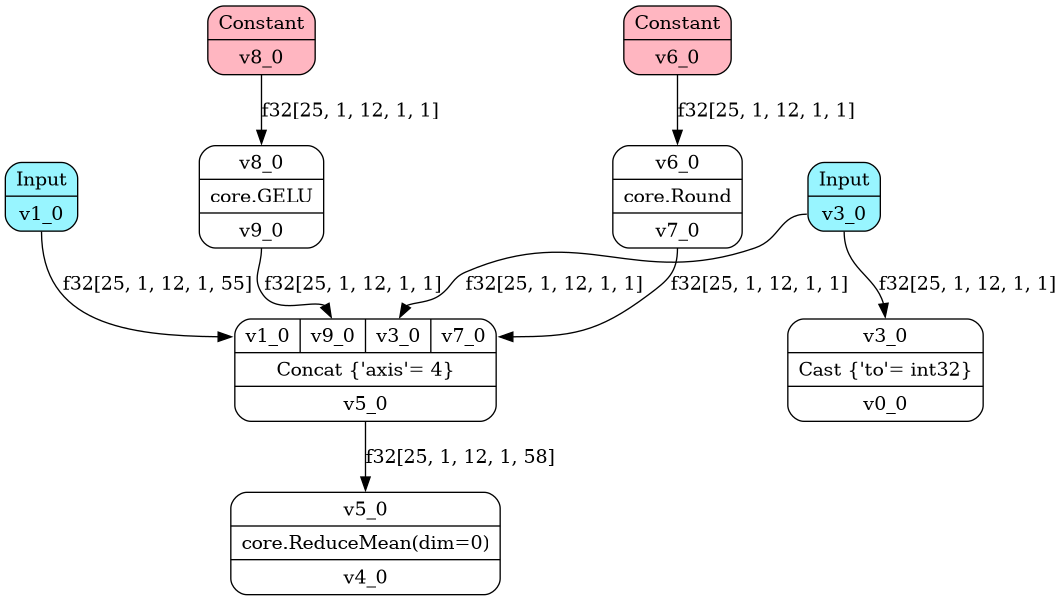 Constant
v8_0
Constant
v6_0
f32[25, 1, 12, 1, 1]
f32[25, 1, 12, 1, 1]
Input
v1_0
v8_0
core.GELU
v9_0
v6_0
core.Round
v7_0
Input
v3_0
f32[25, 1, 12, 1, 55]
f32[25, 1, 12, 1, 1]
f32[25, 1, 12, 1, 1]
f32[25, 1, 12, 1, 1]
f32[25, 1, 12, 1, 1]
v1_0 v9_0 v3_0 v7_0
Concat {'axis'= 4}
v5_0
v3_0
Cast {'to'= int32}
v0_0
f32[25, 1, 12, 1, 58]
v5_0
core.ReduceMean(dim=0)
v4_0